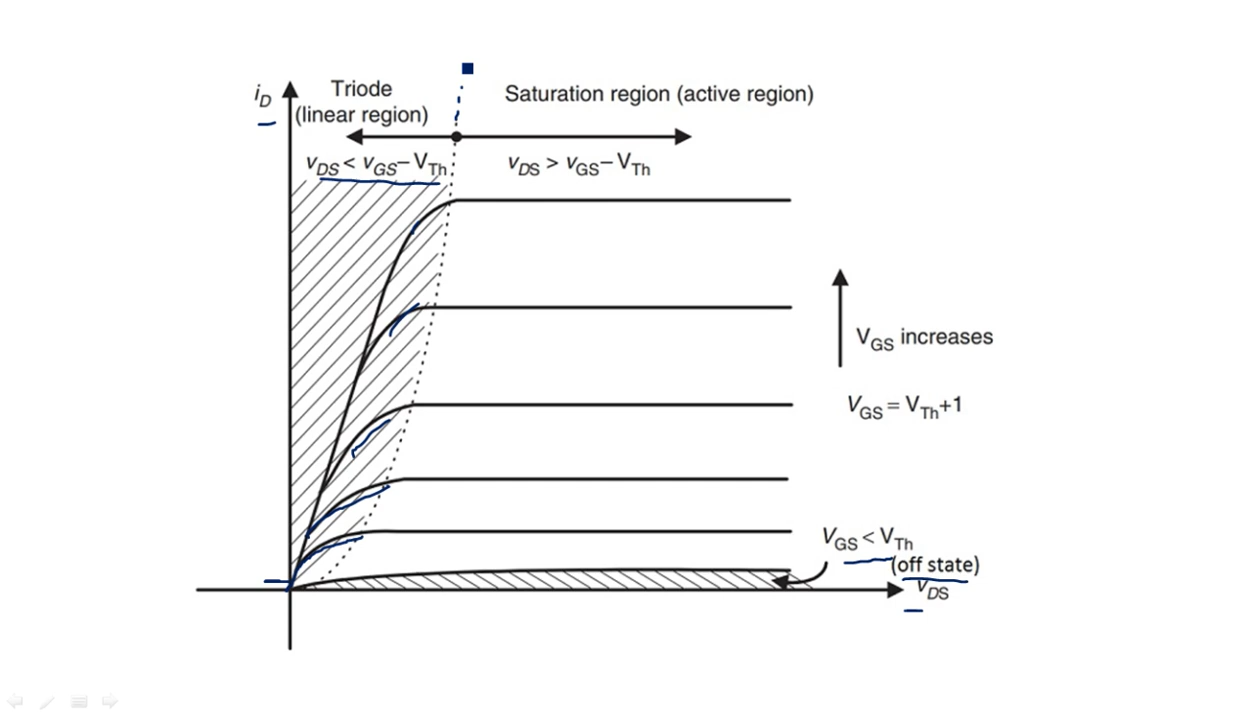 iD
Triode
(linear region)
Saturation region (active region)
vDS < vGS– VTh
vDS > vGS– VTh
VGS increases
VGS = VTh+1
VGS < VTh
(off state)
vDS